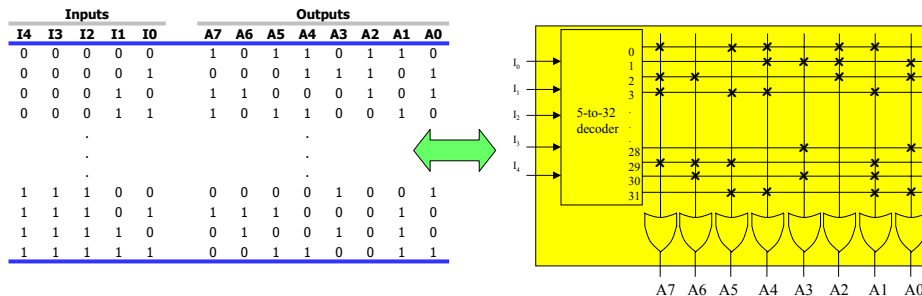 Inputs Outputs
I4 I3 I2 I1 I0 A7 A6 A5 A4 A3 A2 A1 A0
0 0 0 0 0 1 0 1 1 0 1 1 0
0 0 0 0 1 0 0 0 1 1 1 0 1
0 0 0 1 0 1 1 0 0 0 1 0 1
0 0 0 1 1 1 0 1 1 0 0 1 0
. .
. .
. .
1 1 1 0 0 0 0 0 0 1 0 0 1
1 1 1 0 1 1 1 1 0 0 0 1 0
1 1 1 1 0 0 1 0 0 1 0 1 0
1 1 1 1 1 0 0 1 1 0 0 1 1
I0
I1
I2
I3
I4
5-to-32
decoder
0
1
2
3
.
.
.
28
29
30
31
A7 A6 A5 A4 A3 A2 A1 A0